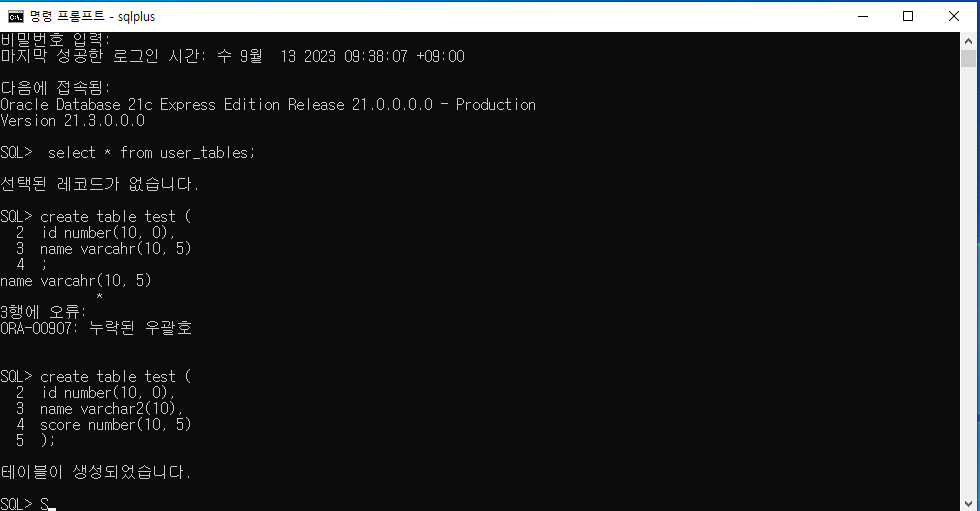 명령 프롬프트 - sqlplus
비밀번호 입력:
마지막 성공한 로그인 시간: 수 9월  13 2023 09:38:07 +09:00
다음에 접속됨:
Oracle Database 21c Express Edition Release 21.0.0.0.0 - Production
Version 21.3.0.0.0
SQL>  select * from user_tables;
선택된 레코드가 없습니다.
SQL> create table test (
  2  id number(10, 0),
  3  name varcahr(10, 5)
  4  ;
name varcahr(10, 5)
            *
3행에 오류:
ORA-00907: 누락된 우괄호
SQL> create table test (
  2  id number(10, 0),
  3  name varchar2(10),
  4  score number(10, 5)
  5  );
테이블이 생성되었습니다.
SQL> S